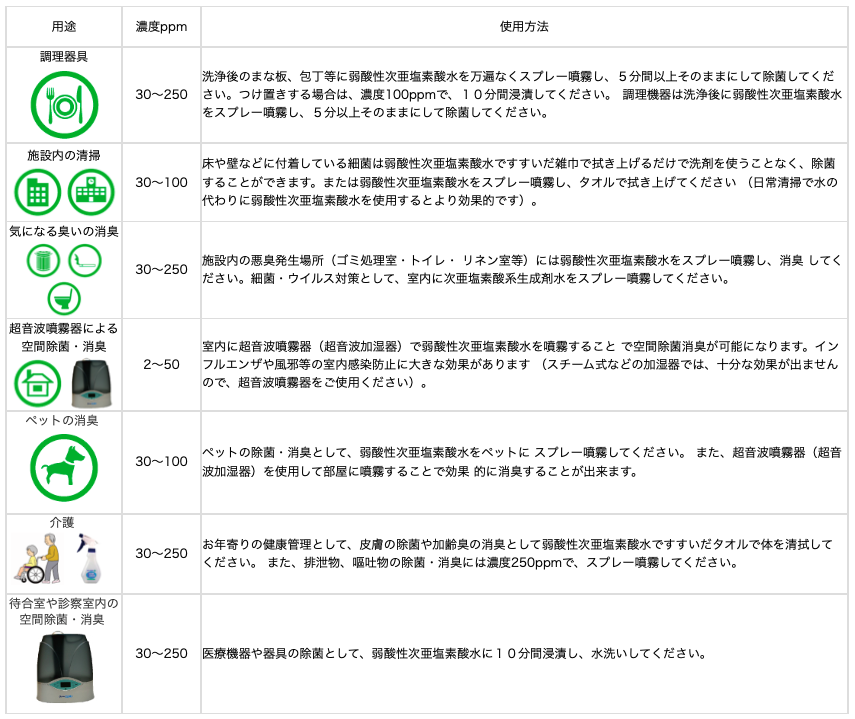 用途 濃度ppm 使用方法
調理器具
30〜250
洗浄後のまな板、包丁等に弱酸性次亜塩素酸水を万遍なくスプレー噴霧し、５分間以上そのままにして除菌してくだ
さい。つけ置きする場合は、濃度100ppmで、１０分間浸漬してください。 調理機器は洗浄後に弱酸性次亜塩素酸水
をスプレー噴霧し、５分以上そのままにして除菌してください。
施設内の清掃
30〜100
床や壁などに付着している細菌は弱酸性次亜塩素酸水ですすいだ雑巾で拭き上げるだけで洗剤を使うことなく、除菌
することができます。または弱酸性次亜塩素酸水をスプレー噴霧し、タオルで拭き上げてください （日常清掃で水の
代わりに弱酸性次亜塩素酸水を使用するとより効果的です）。
気になる臭いの消臭
30〜250
施設内の悪臭発生場所（ゴミ処理室・トイレ・ リネン室等）には弱酸性次亜塩素酸水をスプレー噴霧し、消臭 してく
ださい。細菌・ウイルス対策として、室内に次亜塩素酸系生成剤水をスプレー噴霧してください。
超音波噴霧器による
空間除菌・消臭
2〜50
室内に超音波噴霧器（超音波加湿器）で弱酸性次亜塩素酸水を噴霧すること で空間除菌消臭が可能になります。イン
フルエンザや風邪等の室内感染防止に大きな効果があります （スチーム式などの加湿器では、十分な効果が出ません
ので、超音波噴霧器をご使用ください）。
ペットの消臭
30〜100
ペットの除菌・消臭として、弱酸性次亜塩素酸水をペットに スプレー噴霧してください。 また、超音波噴霧器（超音
波加湿器）を使用して部屋に噴霧することで効果 的に消臭することが出来ます。
介護
30〜250
お年寄りの健康管理として、皮膚の除菌や加齢臭の消臭として弱酸性次亜塩素酸水ですすいだタオルで体を清拭して
ください。 また、排泄物、嘔吐物の除菌・消臭には濃度250ppmで、スプレー噴霧してください。
待合室や診察室内の
空間除菌・消臭
30〜250
医療機器や器具の除菌として、弱酸性次亜塩素酸水に１０分間浸漬し、水洗いしてください。